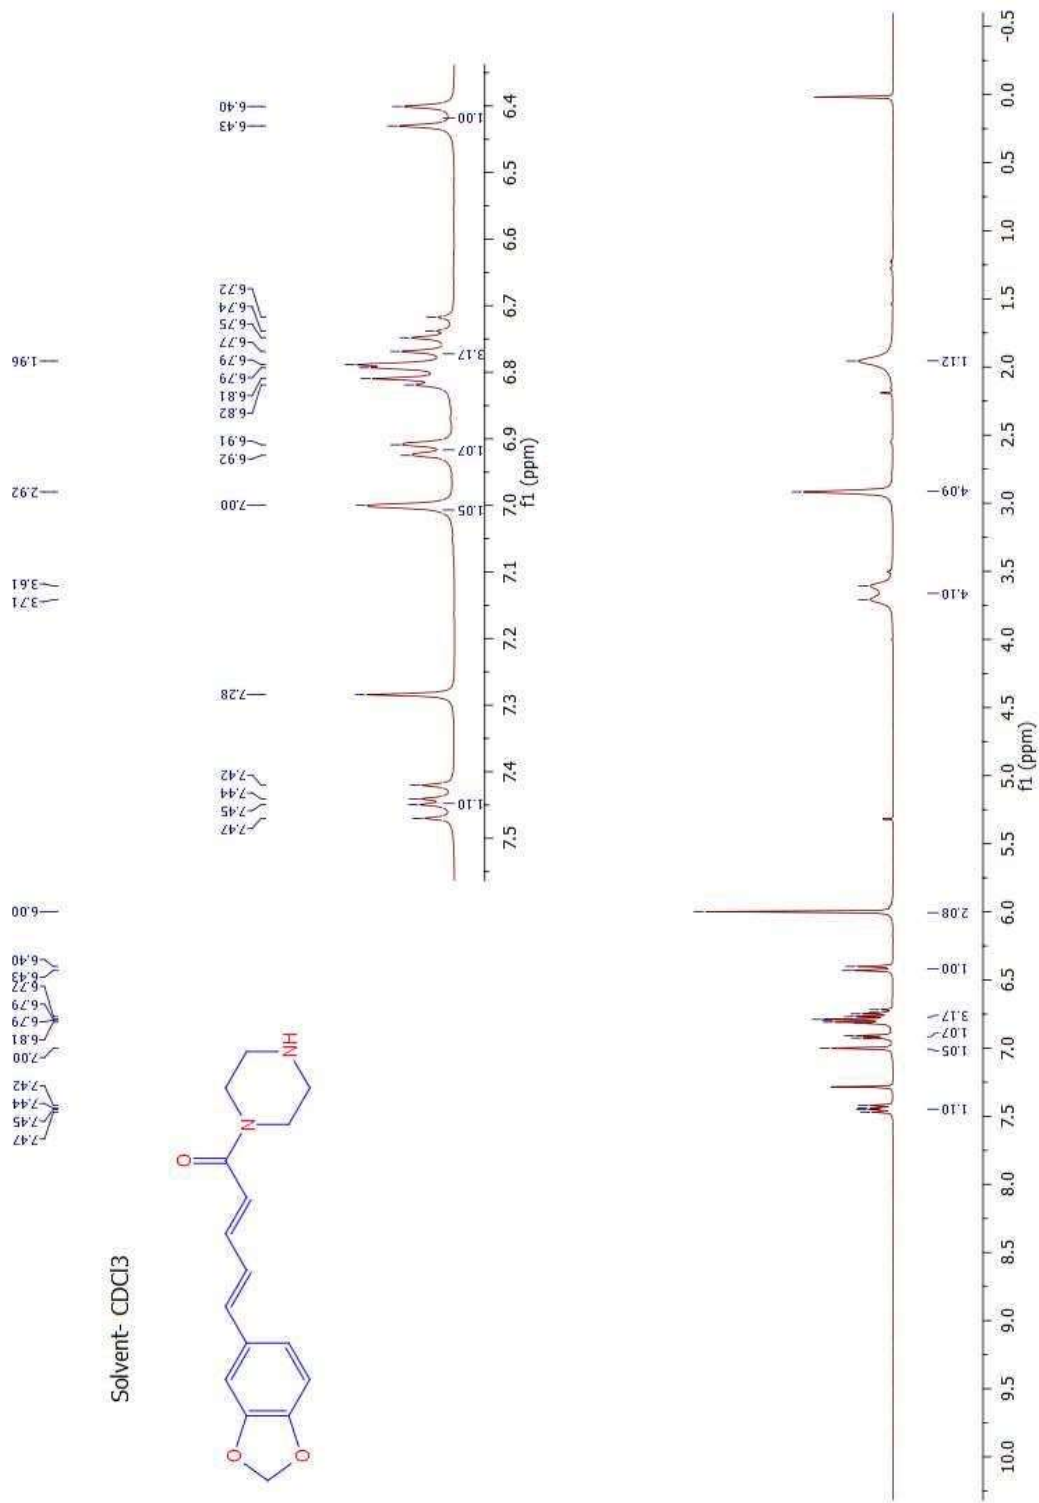 7.47 7.45 7.44 7.42 7.00 6.81 6.79 6.79 6.77 6.43 6.40 6.00 3.71 3.61 2.92 1.96
Solvent- CDCl3
O
N
NH
O
O
7.47 7.45 7.44 7.42 7.28 7.00 6.92 6.91 6.82 6.81 6.79 6.79 6.77 6.75 6.74 6.72 6.43 6.40
1.10 1.05 1.07 3.17 1.00
7.5 7.4 7.3 7.2 7.1 7.0 6.9 6.8 6.7 6.6 6.5 6.4
f1 (ppm)
1.10 1.05 1.07 3.17 1.00 2.08 4.10 4.09 1.12
10.0 9.5 9.0 8.5 8.0 7.5 7.0 6.5 6.0 5.5 5.0 4.5 4.0 3.5 3.0 2.5 2.0 1.5 1.0 0.5 0.0 -0.5
f1 (ppm)